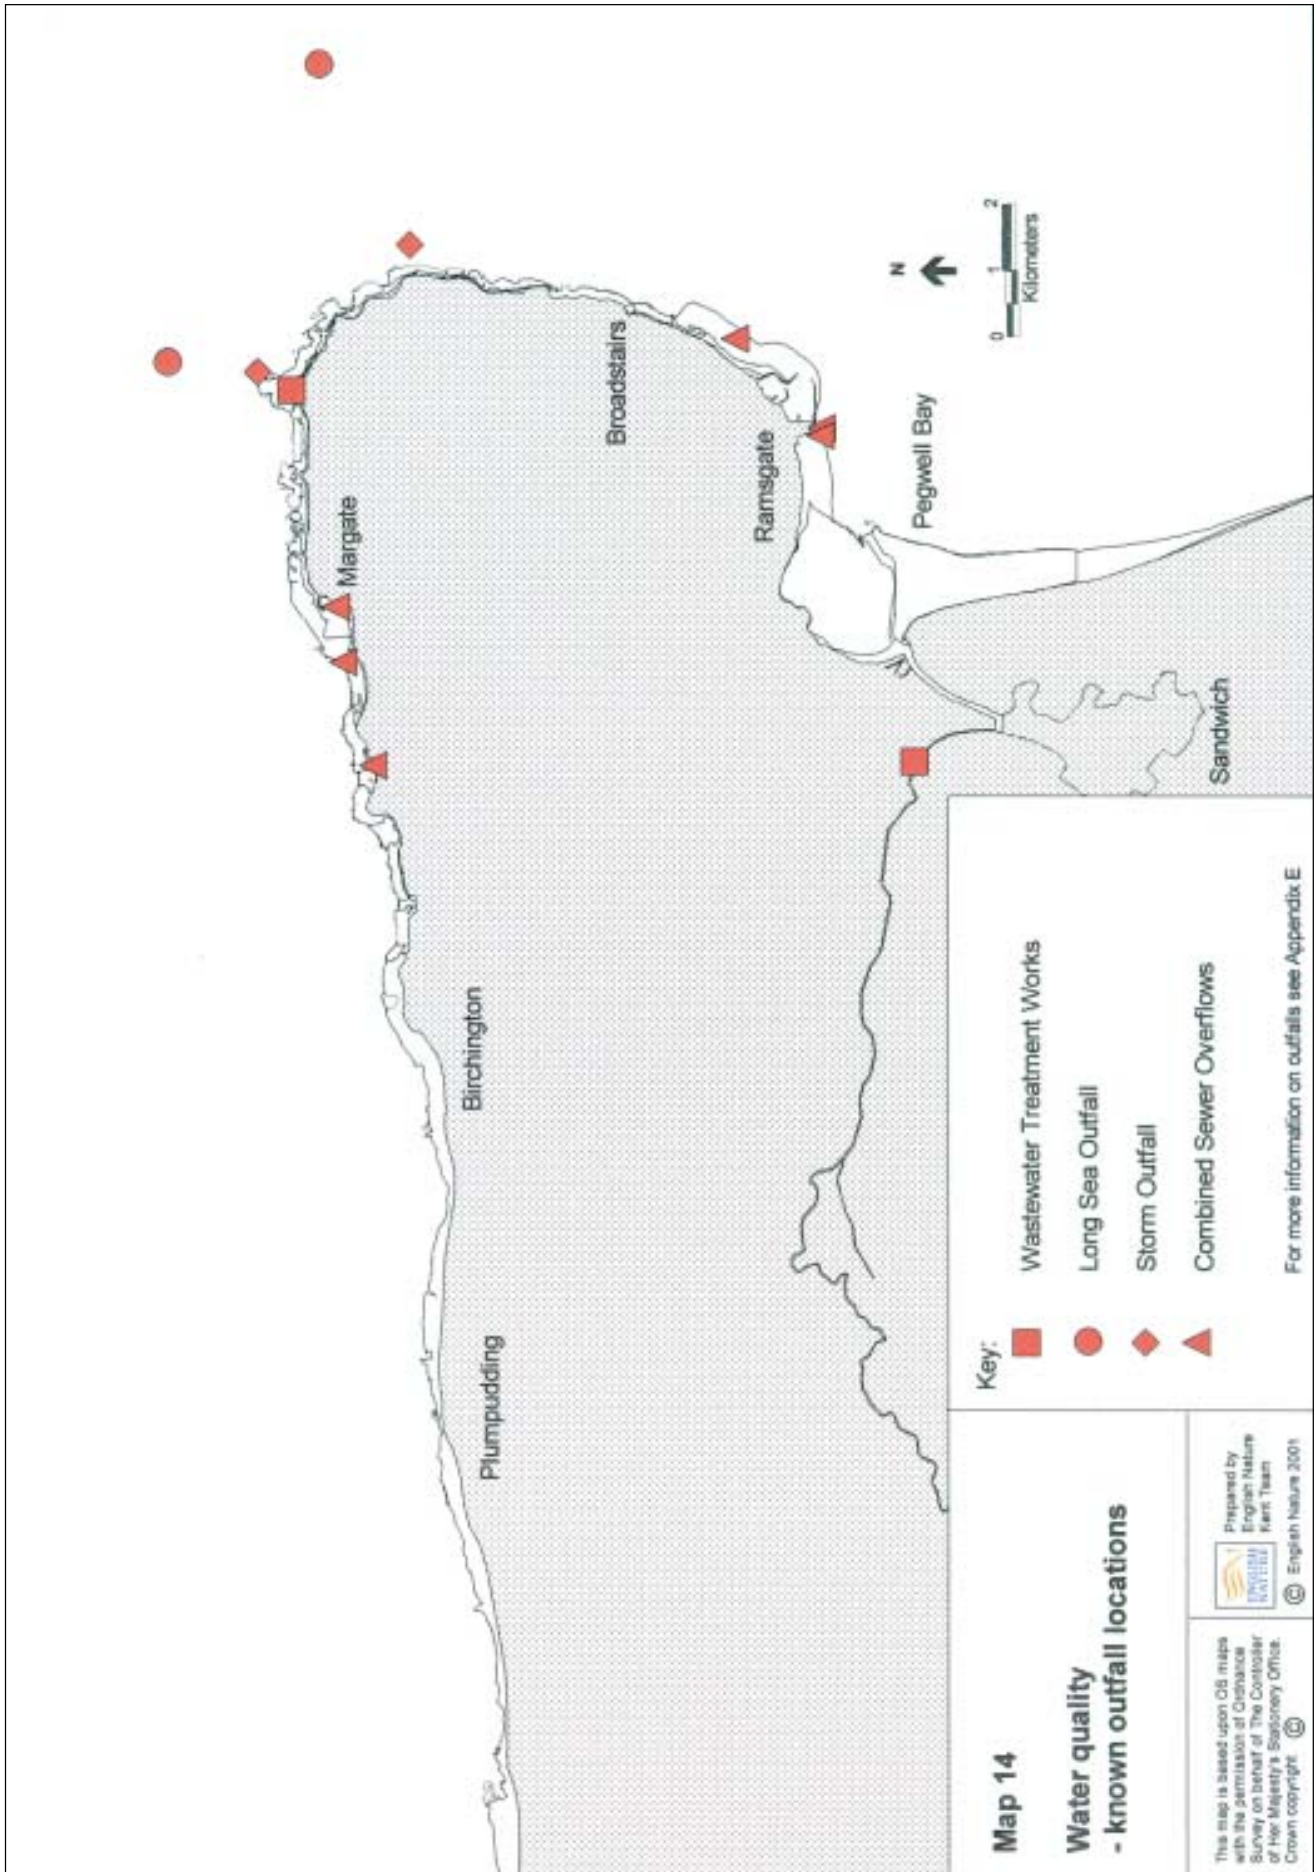 Margate
Broadstairs
Birchington
Plumpudding
Ramsgate
Pegwell Bay
Sandwich
N
0 1 2
Kilometers
Map 14
Water quality
- known outfall locations
Key:
Wastewater Treatment Works
Long Sea Outfall
Storm Outfall
Combined Sewer Overflows
For more information on outfalls see Appendix E
This map is based upon OS maps
with the permission of Ordnance
Survey on behalf of The Controller
of Her Majesty's Stationery Office.
Crown copyright ©
ENGLISH
NATURE
Prepared by
English Nature
Kent Team
© English Nature 2001